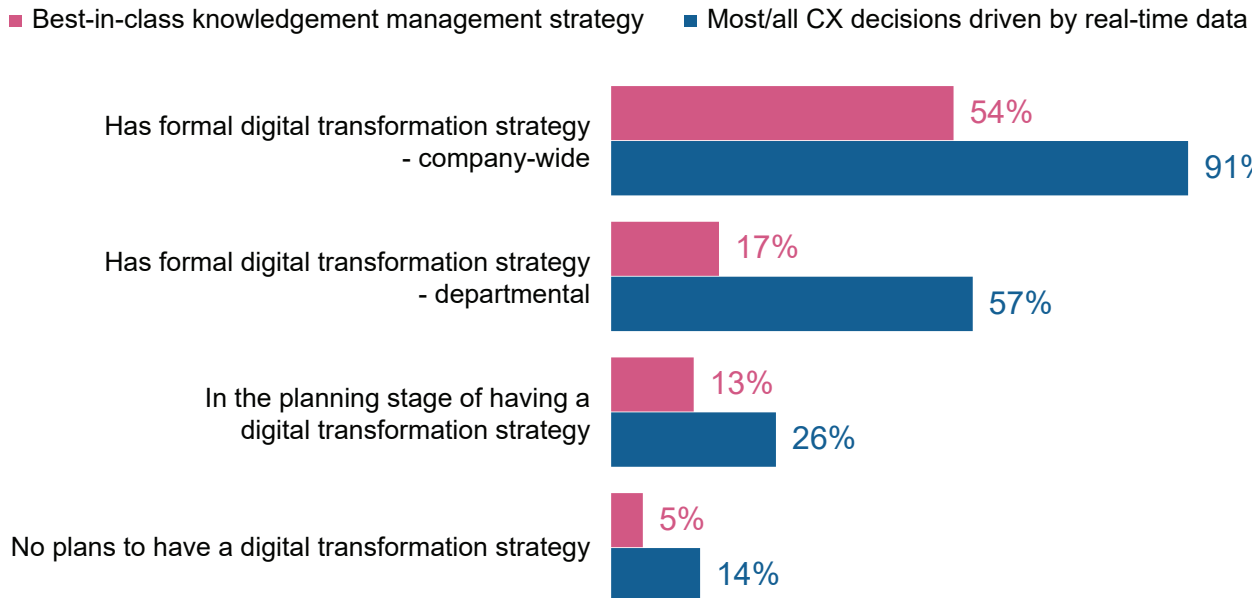 Best-in-class knowledgement management strategy
Most/all CX decisions driven by real-time data
Has formal digital transformation strategy
- company-wide
54%
91%
Has formal digital transformation strategy
- departmental
17%
57%
In the planning stage of having a
digital transformation strategy
13%
26%
No plans to have a digital transformation strategy
5%
14%